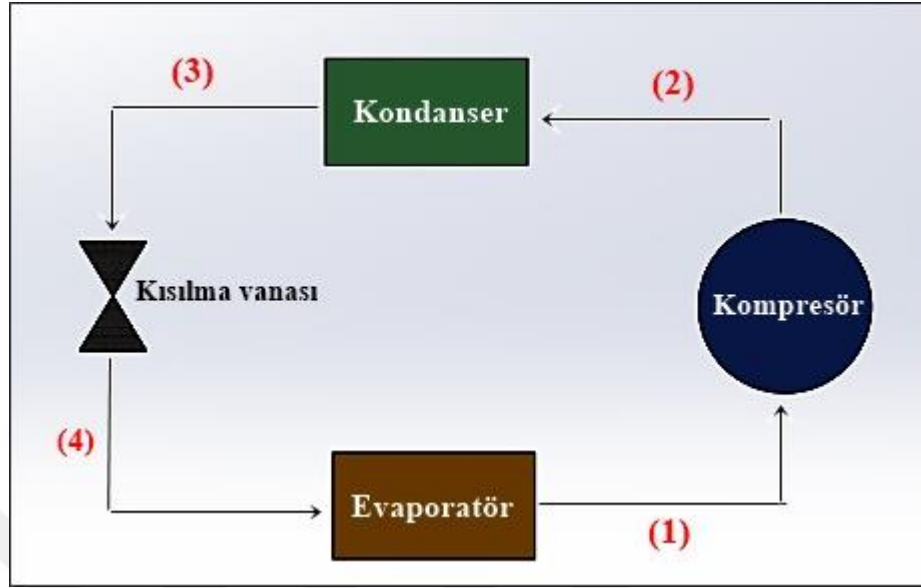 (3)
(2)
Kondanser
Kısılma vanası
Kompresör
(4)
Evaporatör
(1)